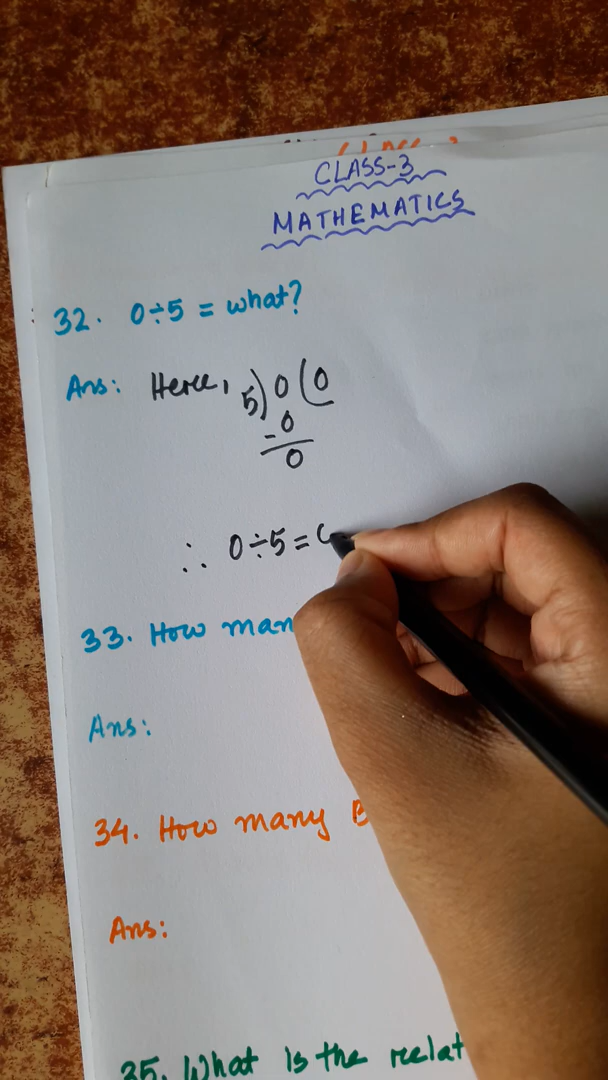 CLASS-3
MATHEMATICS
32. 0÷5 = what?
Ans: Here, 5)0(0
-0
0
∴ 0÷5=
33. How man
Ans:
34. How many B
Ans:
35. What is the relat